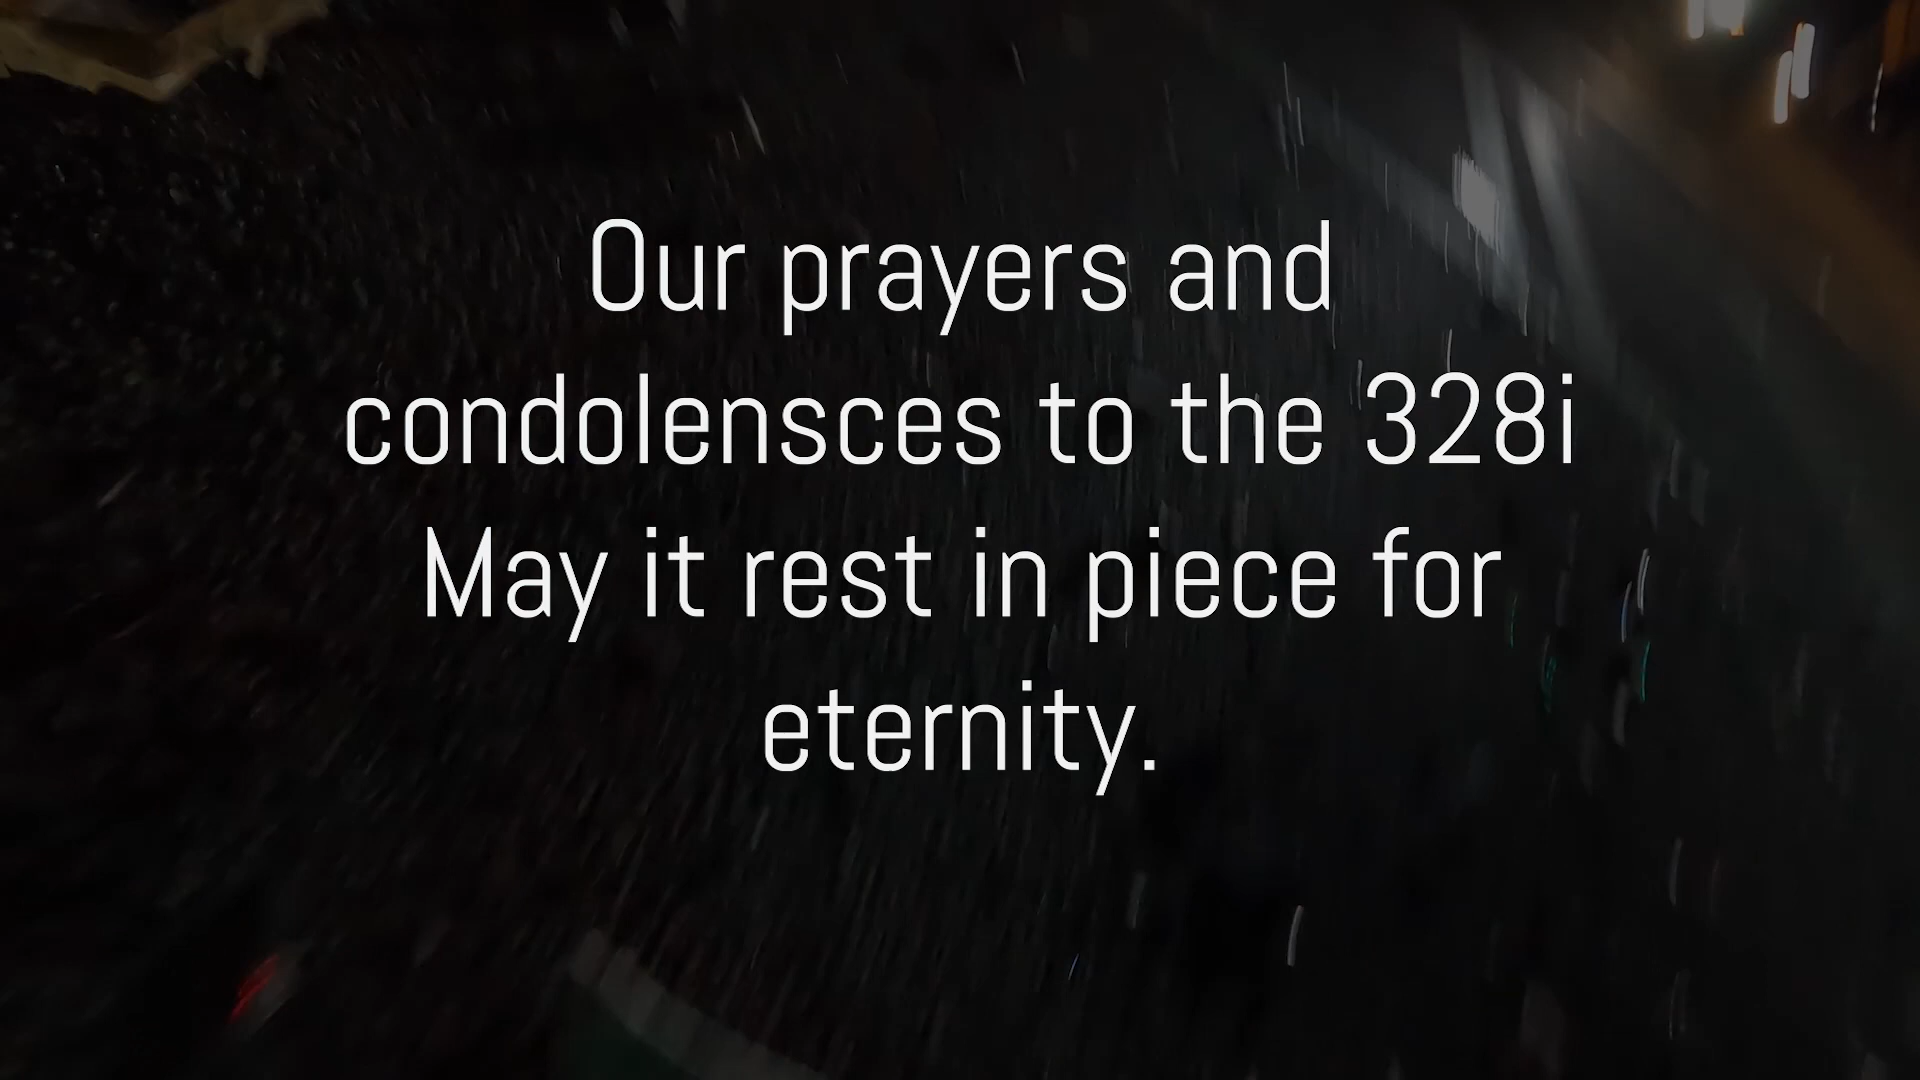 Our prayers and
condolensces to the 328i
May it rest in piece for
eternity.